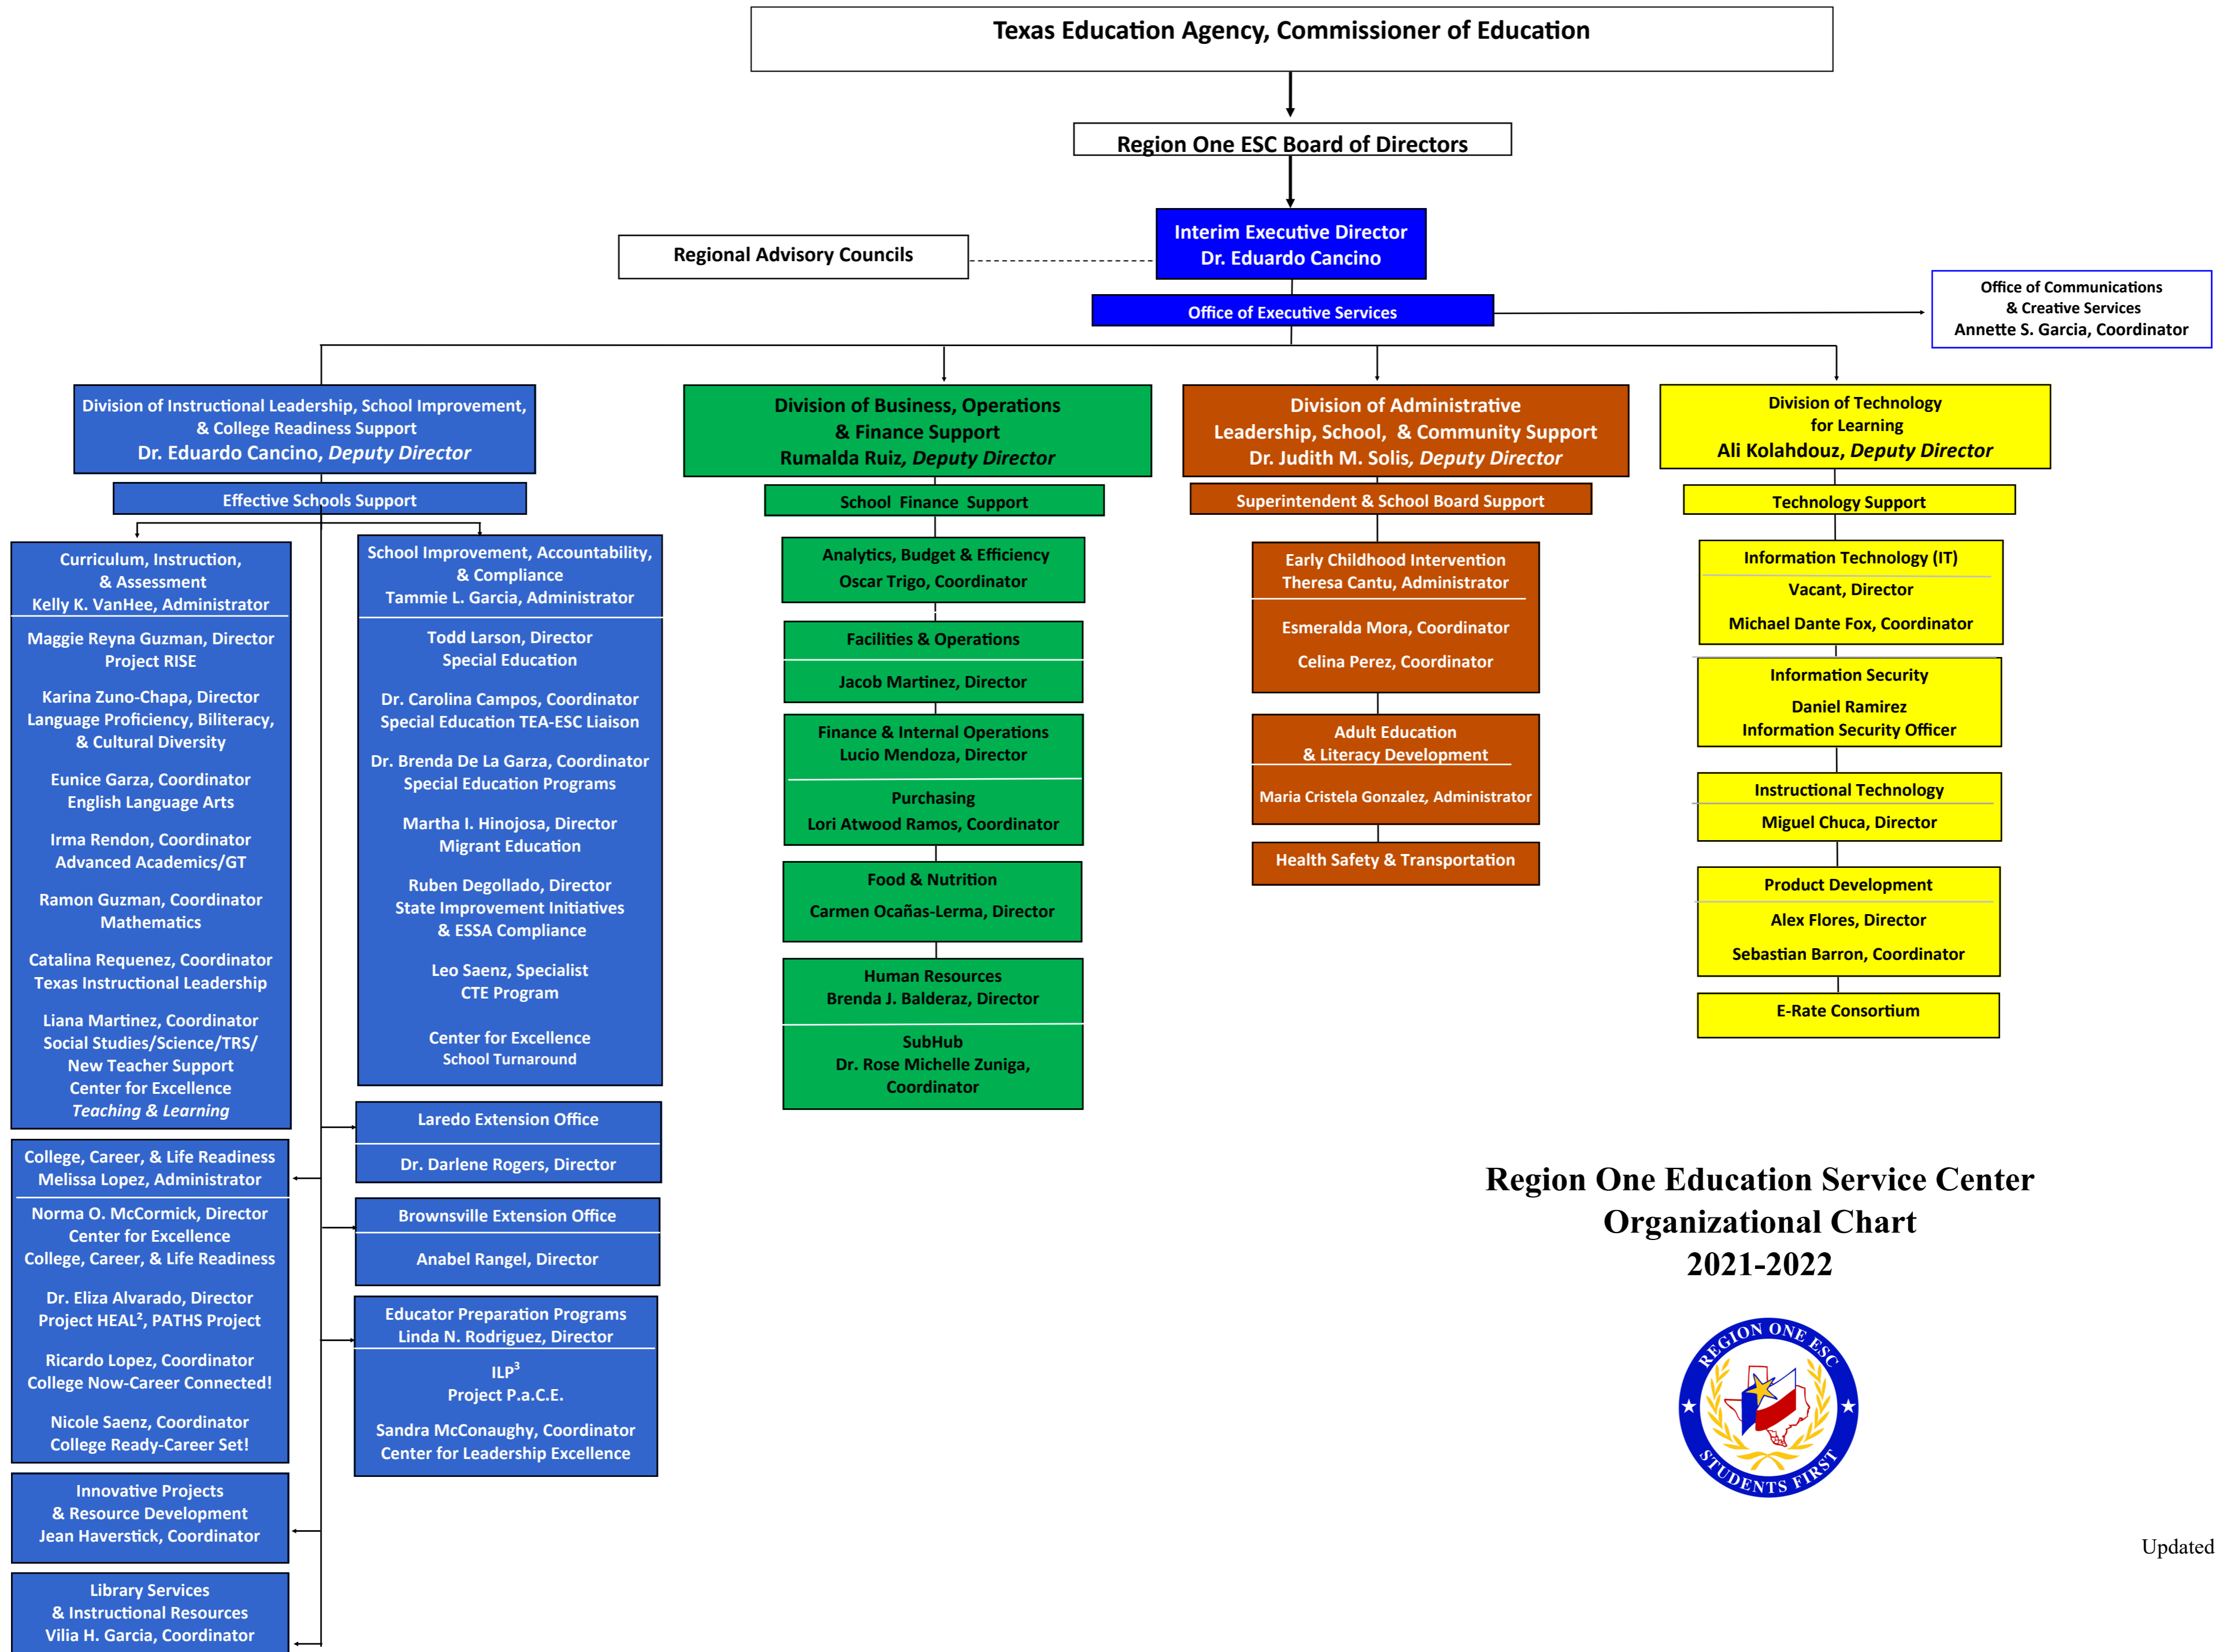 Texas Education Agency, Commissioner of Education
Region One ESC Board of Directors
Interim Executive Director
Dr. Eduardo Cancino
Regional Advisory Councils
Office of Executive Services
Office of Communications
& Creative Services
Annette S. Garcia, Coordinator
Division of Instructional Leadership, School Improvement,
& College Readiness Support
Dr. Eduardo Cancino, Deputy Director
Effective Schools Support
Curriculum, Instruction,
& Assessment
Kelly K. VanHee, Administrator
Maggie Reyna Guzman, Director
Project RISE
Karina Zuno-Chapa, Director
Language Proficiency, Biliteracy,
& Cultural Diversity
Eunice Garza, Coordinator
English Language Arts
Irma Rendon, Coordinator
Advanced Academics/GT
Ramon Guzman, Coordinator
Mathematics
Catalina Requenez, Coordinator
Texas Instructional Leadership
Liana Martinez, Coordinator
Social Studies/Science/TRS/
New Teacher Support
Center for Excellence
Teaching & Learning
College, Career, & Life Readiness
Melissa Lopez, Administrator
Norma O. McCormick, Director
Center for Excellence
College, Career, & Life Readiness
Dr. Eliza Alvarado, Director
Project HEAL², PATHS Project
Ricardo Lopez, Coordinator
College Now-Career Connected!
Nicole Saenz, Coordinator
College Ready-Career Set!
Innovative Projects
& Resource Development
Jean Haverstick, Coordinator
Library Services
& Instructional Resources
Vilia H. Garcia, Coordinator
School Improvement, Accountability,
& Compliance
Tammie L. Garcia, Administrator
Todd Larson, Director
Special Education
Dr. Carolina Campos, Coordinator
Special Education TEA-ESC Liaison
Dr. Brenda De La Garza, Coordinator
Special Education Programs
Martha I. Hinojosa, Director
Migrant Education
Ruben Degollado, Director
State Improvement Initiatives
& ESSA Compliance
Leo Saenz, Specialist
CTE Program
Center for Excellence
School Turnaround
Laredo Extension Office
Dr. Darlene Rogers, Director
Brownsville Extension Office
Anabel Rangel, Director
Educator Preparation Programs
Linda N. Rodriguez, Director
ILP³
Project P.a.C.E.
Sandra McConaughy, Coordinator
Center for Leadership Excellence
Division of Business, Operations
& Finance Support
Rumalda Ruiz, Deputy Director
School Finance Support
Analytics, Budget & Efficiency
Oscar Trigo, Coordinator
Facilities & Operations
Jacob Martinez, Director
Finance & Internal Operations
Lucio Mendoza, Director
Purchasing
Lori Atwood Ramos, Coordinator
Food & Nutrition
Carmen Ocañas-Lerma, Director
Human Resources
Brenda J. Balderaz, Director
SubHub
Dr. Rose Michelle Zuniga,
Coordinator
Division of Administrative
Leadership, School, & Community Support
Dr. Judith M. Solis, Deputy Director
Superintendent & School Board Support
Early Childhood Intervention
Theresa Cantu, Administrator
Esmeralda Mora, Coordinator
Celina Perez, Coordinator
Adult Education
& Literacy Development
Maria Cristela Gonzalez, Administrator
Health Safety & Transportation
Division of Technology
for Learning
Ali Kolahdouz, Deputy Director
Technology Support
Information Technology (IT)
Vacant, Director
Michael Dante Fox, Coordinator
Information Security
Daniel Ramirez
Information Security Officer
Instructional Technology
Miguel Chuca, Director
Product Development
Alex Flores, Director
Sebastian Barron, Coordinator
E-Rate Consortium
Region One Education Service Center
Organizational Chart
2021-2022
REGION ONE ESC
STUDENTS FIRST
Updated